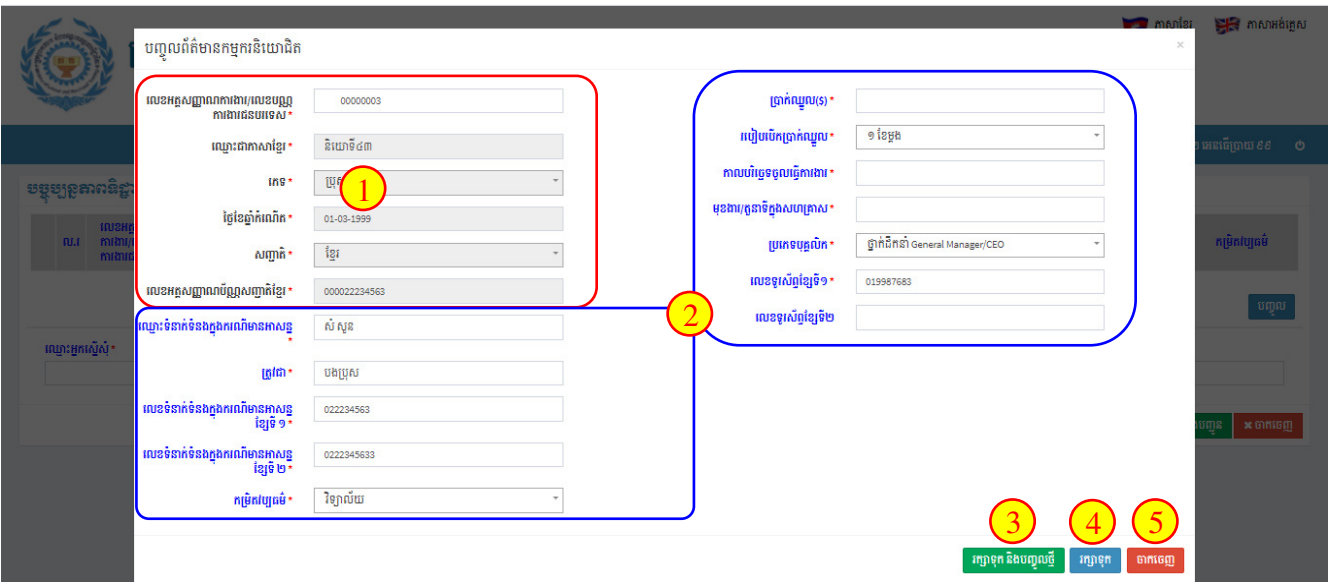 ភាសាខ្មែរ
ភាសាអង់គ្លេស
បញ្ចូលព័ត៌មានកម្មករនិយោជិត
×
លេខអត្តសញ្ញាណការងារ/លេខបណ្ណ
ការងារជនបរទេស *
00000003
ឈ្មោះជាភាសាខ្មែរ *
និយោទី៤៣
ភេទ *
1
ថ្ងៃខែឆ្នាំកំណើត *
01-03-1999
សញ្ជាតិ *
ខ្មែរ
លេខអត្តសញ្ញាណប័ណ្ណសញ្ជាតិខ្មែរ *
000022234563
ឈ្មោះទំនាក់ទំនងក្នុងករណីមានអាសន្ន
*
សំ សួន
ត្រូវជា *
បងប្រុស
លេខទំនាក់ទំនងក្នុងករណីមានអាសន្ន
ខ្សែទី ១ *
022234563
លេខទំនាក់ទំនងក្នុងករណីមានអាសន្ន
ខ្សែទី ២ *
0222345633
កម្រិតវប្បធម៌ *
វិទ្យាល័យ
2
ប្រាក់ឈ្នួល($) *
របៀបបើកប្រាក់ឈ្នួល *
១ ខែម្តង
កាលបរិច្ឆេទចូលធ្វើការងារ *
មុខងារ/តួនាទីក្នុងសហគ្រាស *
ប្រភេទបុគ្គលិក *
ថ្នាក់ដឹកនាំ General Manager/CEO
លេខទូរស័ព្ទខ្សែទី១ *
019987683
លេខទូរស័ព្ទខ្សែទី២
3
4
5
រក្សាទុក និងបញ្ចូលថ្មី
រក្សាទុក
ចាកចេញ
ល.រ
កម្រិតវប្បធម៌
បញ្ចូល
ឈ្មោះអ្នកស្នើសុំ *
× ចាកចេញ